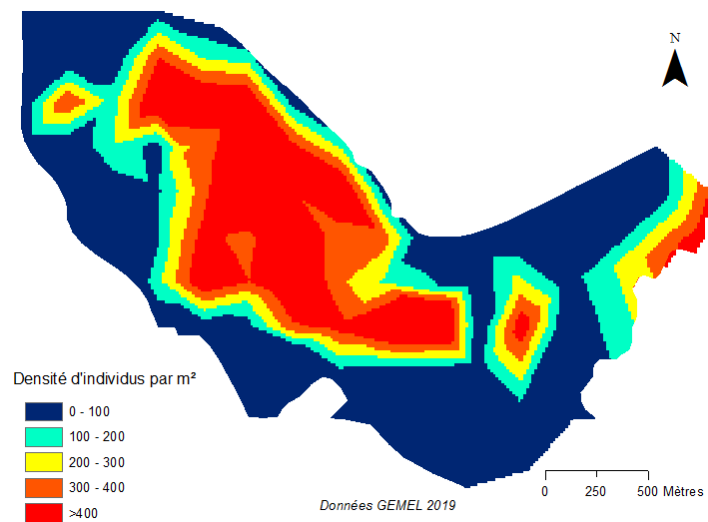 N
Densité d'individus par m²
0 - 100
100 - 200
200 - 300
300 - 400
>400
0 250 500 Mètres
Données GEMEL 2019